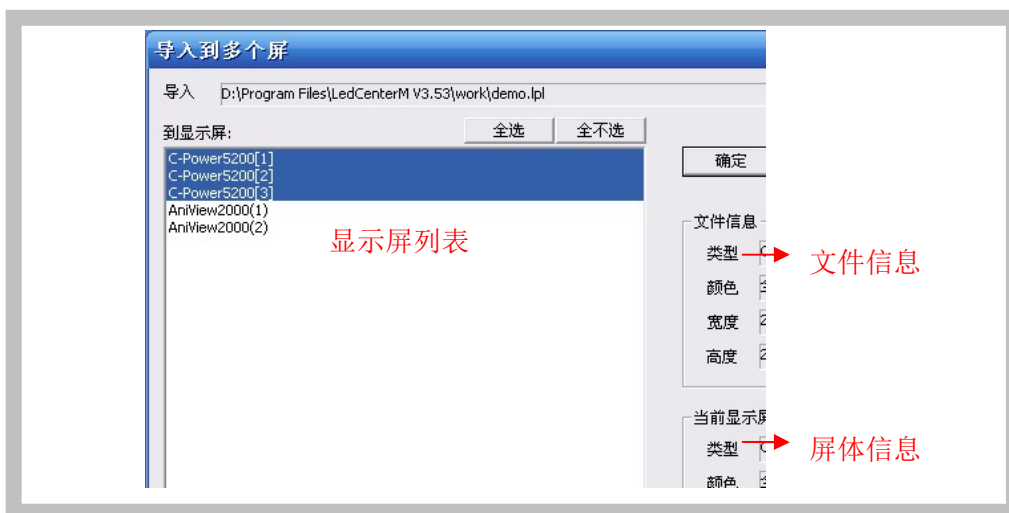 导入到多个屏
导入 D:\Program Files\LedCenterM V3.53\work\demo.lpl
到显示屏: 全选 全不选
C-Power5200[1]
C-Power5200[2]
C-Power5200[3]
AniView2000(1)
AniView2000(2)
显示屏列表
确定
文件信息
类型
文件信息
颜色
宽度
高度
当前显示屏
类型
屏体信息
颜色